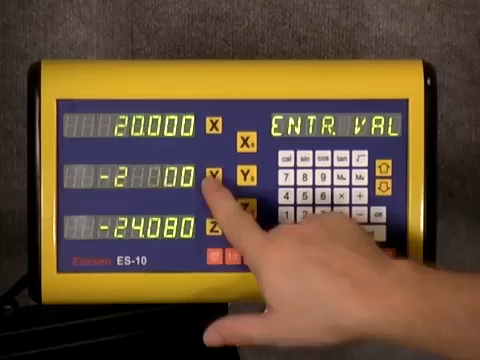 20.000 X ENTR VAL
X₀
cal sin cos tan √
-2 00 Y Y₀ 7 8 9
4 5 6 × ÷
-24.080 Z 1
Easson ES-10 1/2